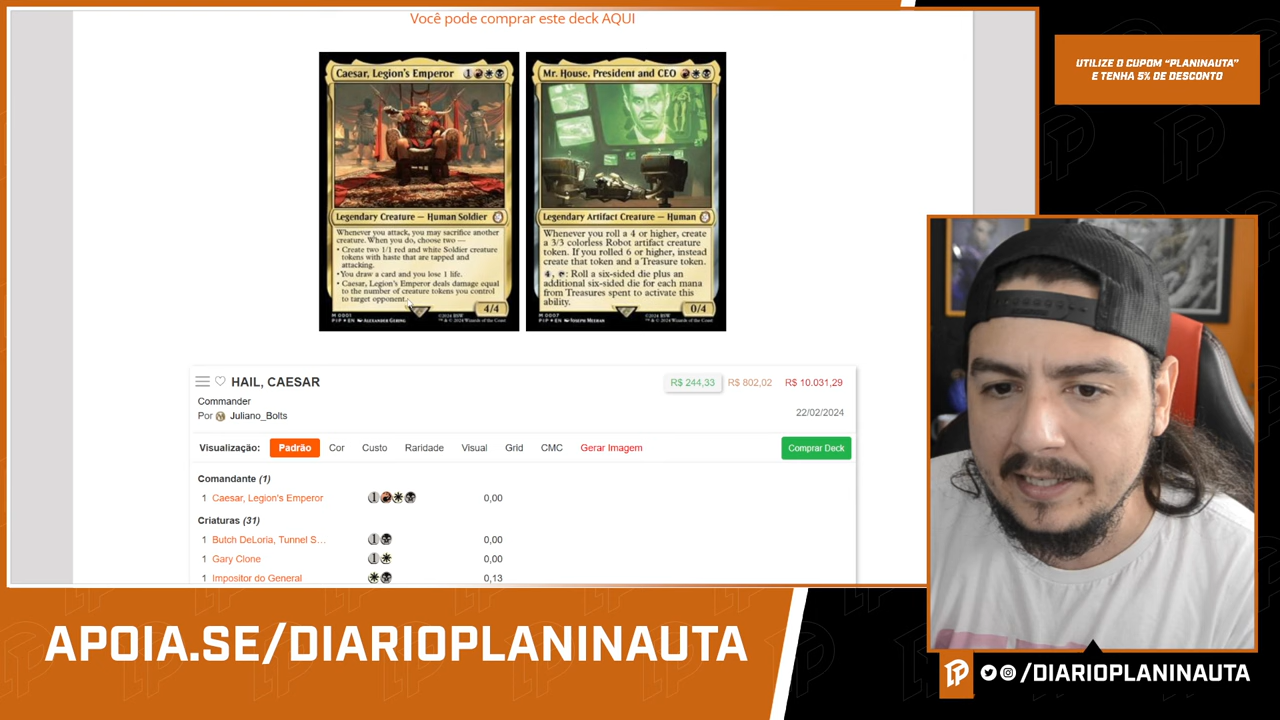 Você pode comprar este deck AQUI
Caesar, Legion's Emperor
Legendary Creature — Human Soldier
Whenever you attack, you may sacrifice another
creature. When you do, choose two —
• Create two 1/1 red and white Soldier creature
tokens with haste that are tapped and
attacking.
• You draw a card and you lose 1 life.
• Caesar, Legion's Emperor deals damage equal
to the number of creature tokens you control
to target opponent.
4/4
Mr. House, President and CEO
Legendary Artifact Creature — Human
Whenever you roll a 4 or higher, create
a 3/3 colorless Robot artifact creature
token. If you rolled 6 or higher, instead
create that token and a Treasure token.
4, : Roll a six-sided die plus an
additional six-sided die for each mana
from Treasures spent to activate this
ability.
0/4
HAIL, CAESAR
R$ 244,33 R$ 802,02 R$ 10.031,29
Commander
Por Juliano_Bolts
22/02/2024
Visualização: Padrão Cor Custo Raridade Visual Grid CMC Gerar Imagem Comprar Deck
Comandante (1)
1 Caesar, Legion's Emperor 1 0,00
Criaturas (31)
1 Butch DeLoria, Tunnel S... 1 0,00
1 Gary Clone 1 0,00
1 Impositor do General 0,13
UTILIZE O CUPOM "PLANINAUTA"
E TENHA 5% DE DESCONTO
APOIA.SE/DIARIOPLANINAUTA
/DIARIOPLANINAUTA